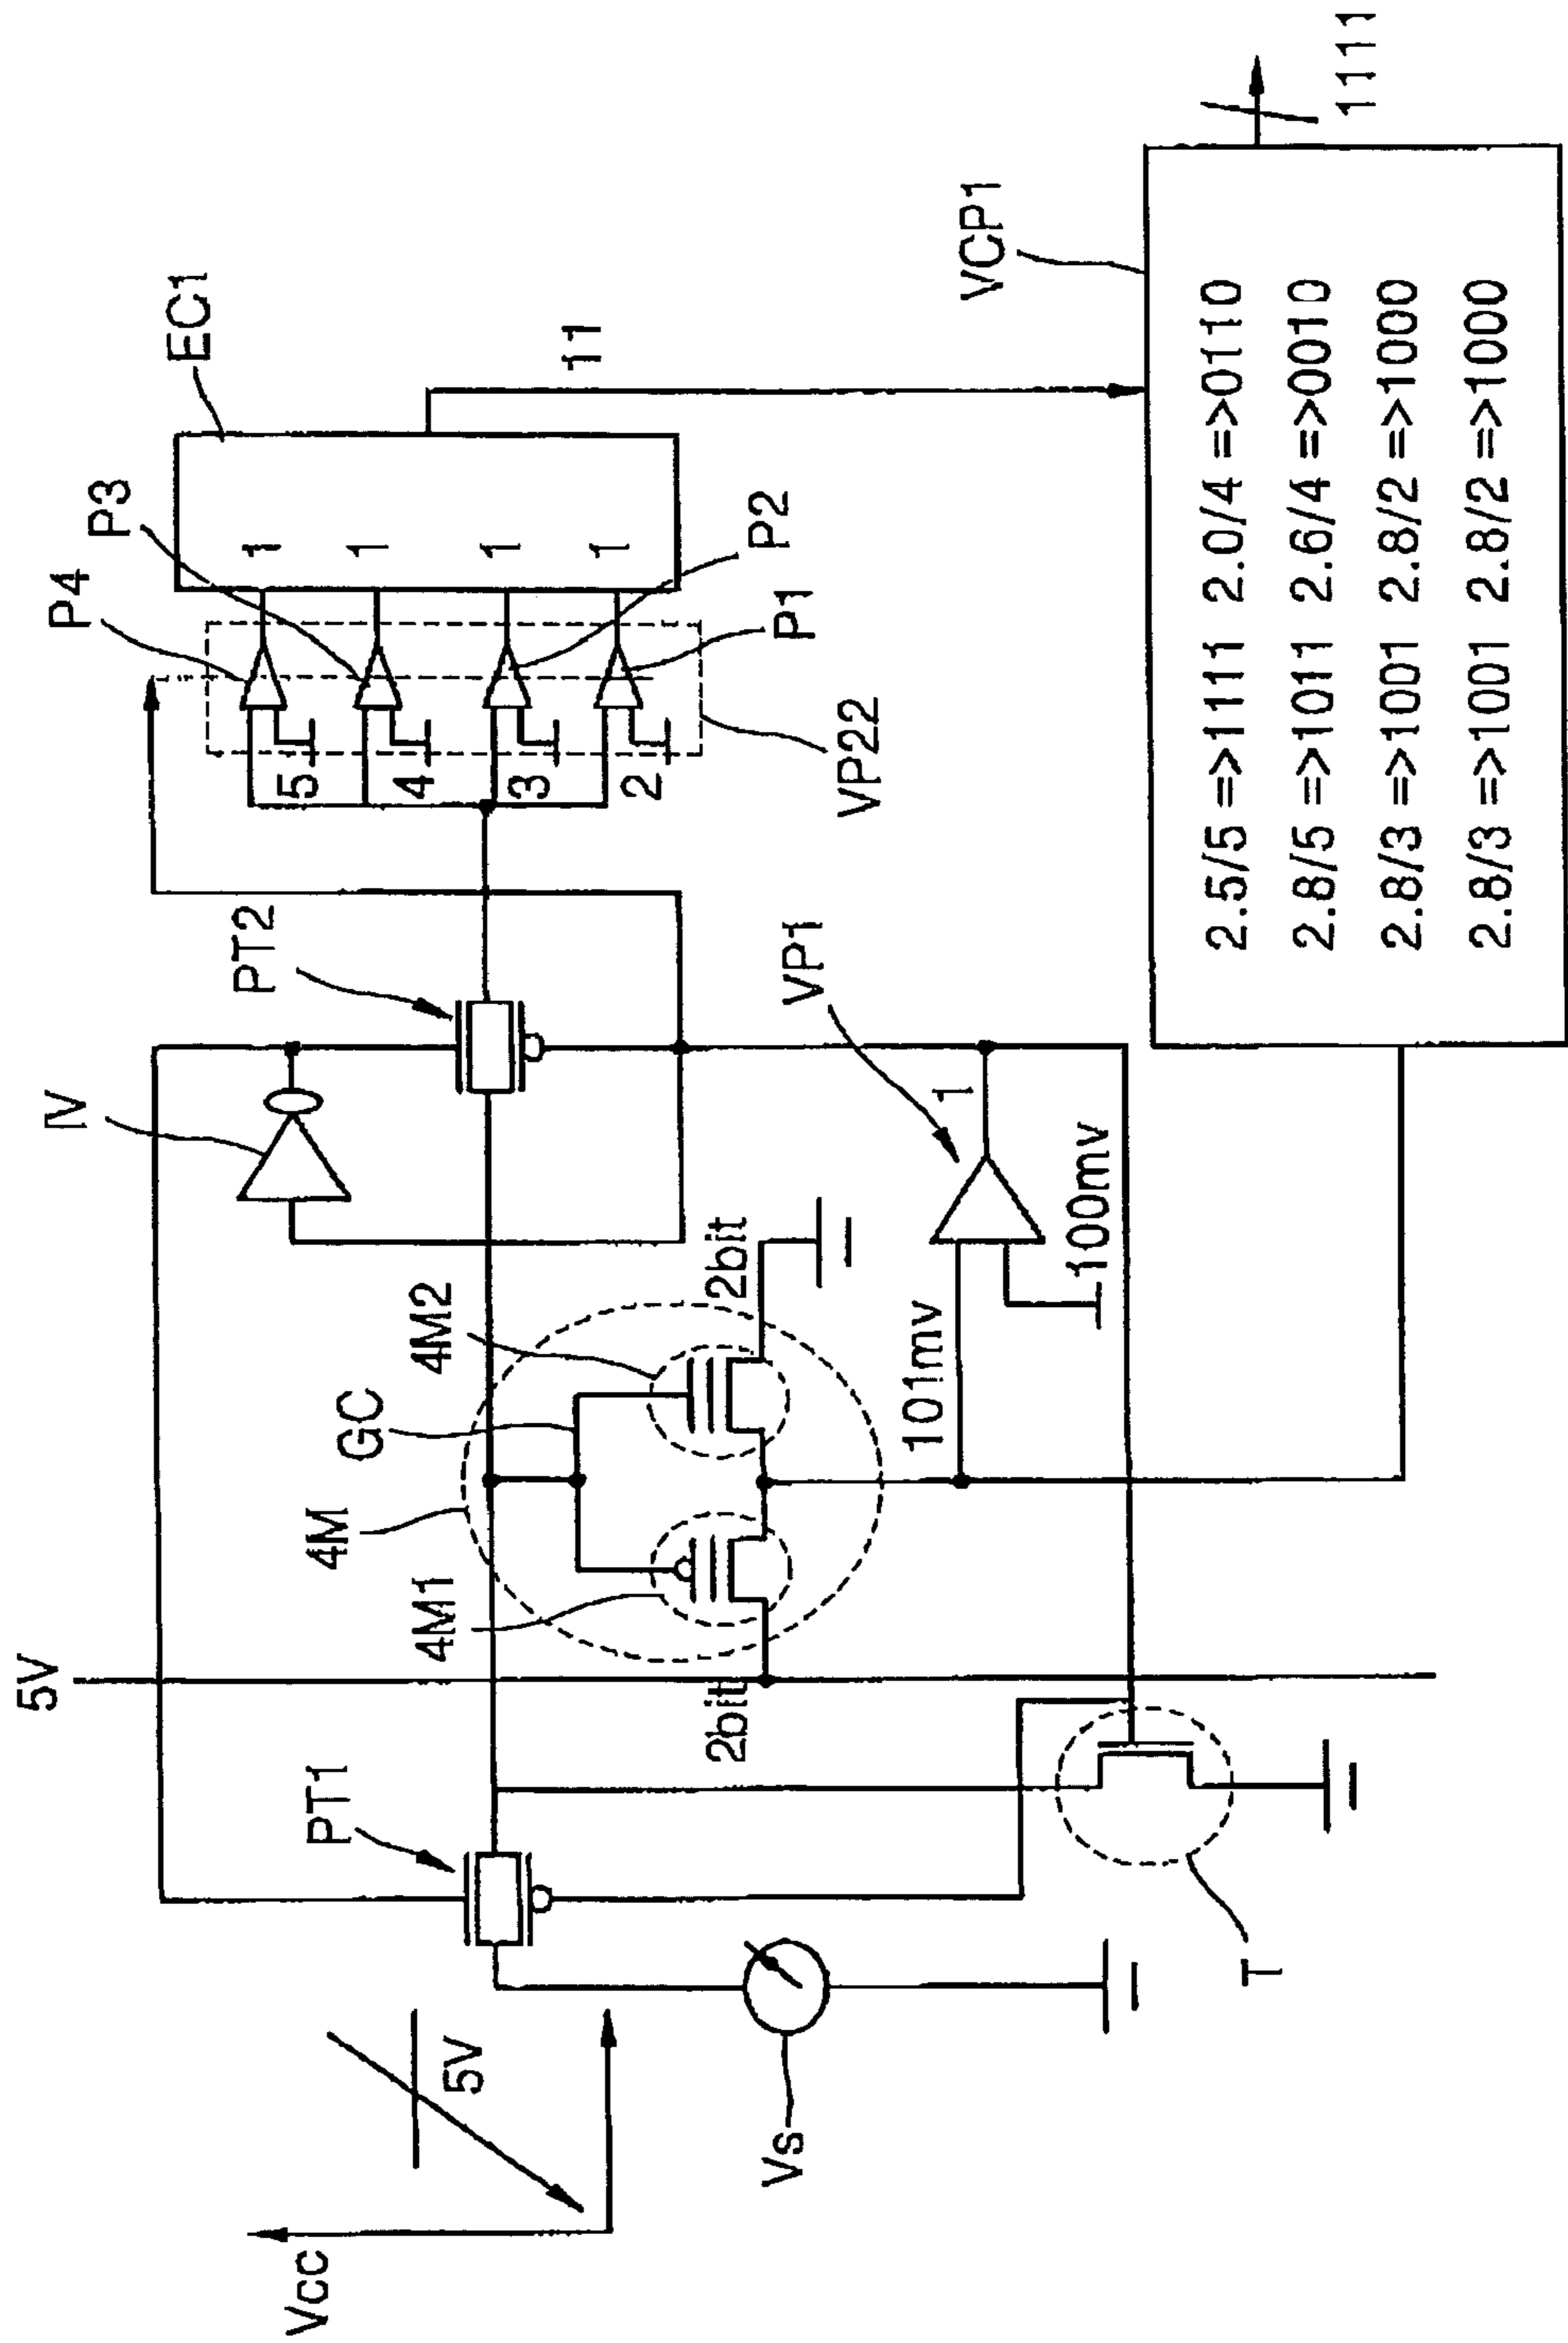 Vcc
5V
Vs
PT1
5V
2bit
4M1
4M
GC
4M2
2bit
IV
PT2
101mv
100mv
VP1
1
T
5
4
3
2
VP22
P4
P3
P2
P1
1
1
1
1
EC1
11
VCP1
2.5/5 =>1111 2.0/4 =>0110
2.8/5 =>1011 2.6/4 =>0010
2.8/3 =>1001 2.8/2 =>1000
2.8/3 =>1001 2.8/2 =>1000
1111